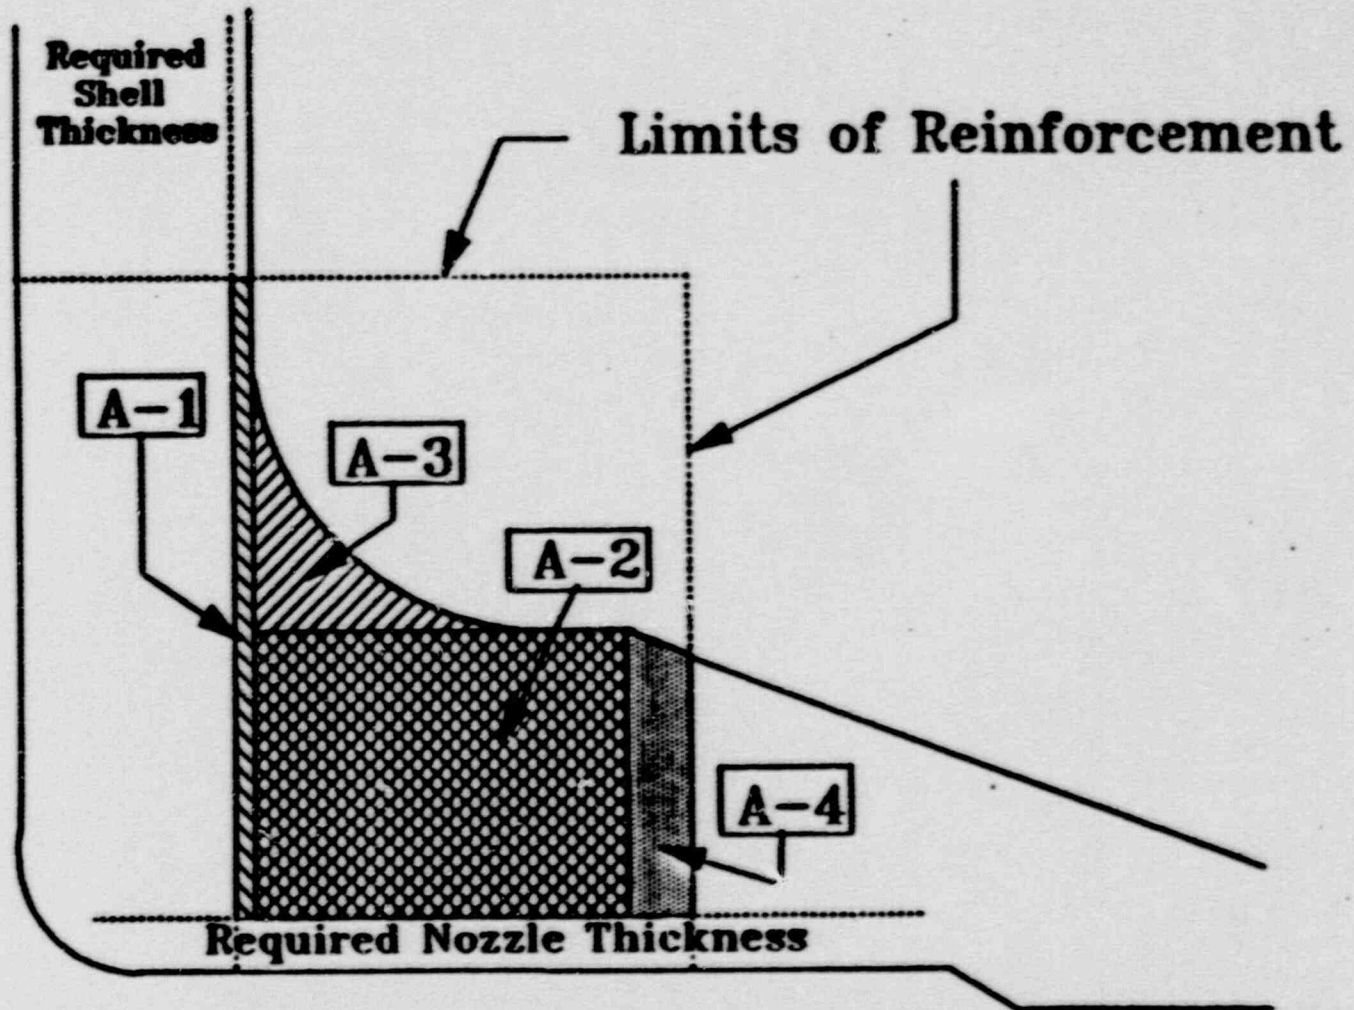 Required
Shell
Thickness
Limits of Reinforcement
A-1
A-3
A-2
A-4
Required Nozzle Thickness